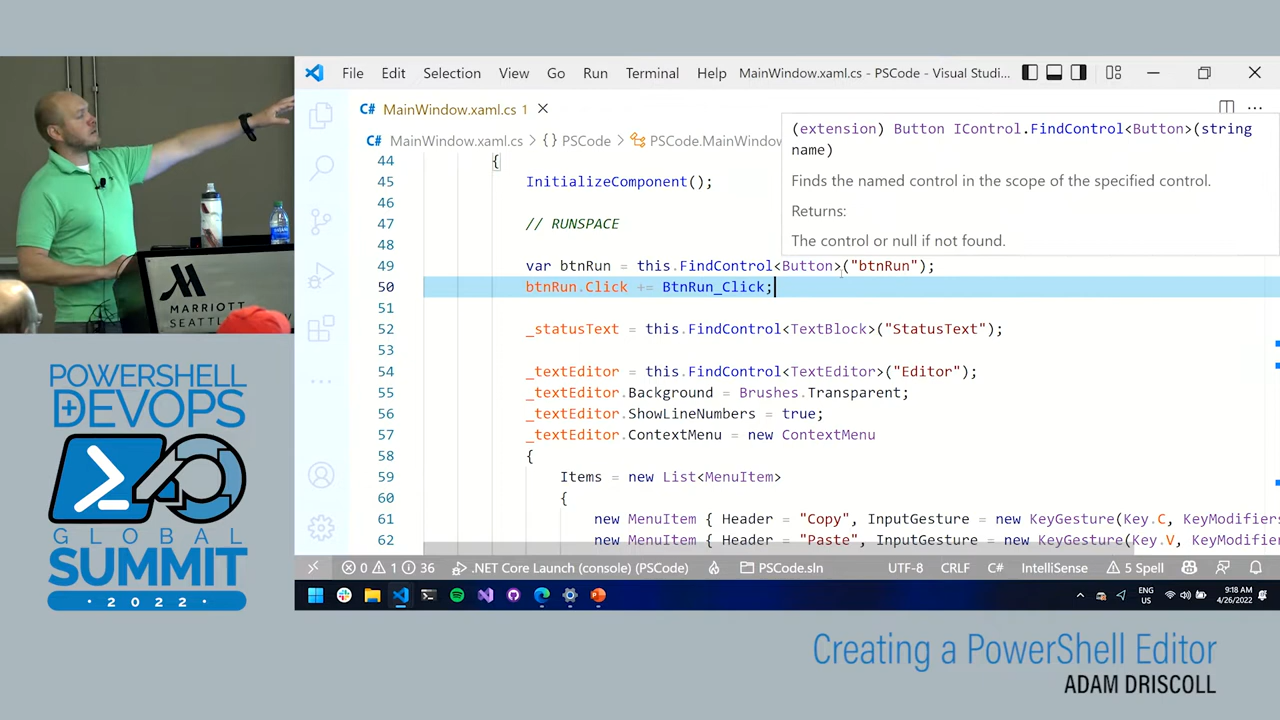 File Edit Selection View Go Run Terminal Help MainWindow.xaml.cs - PSCode - Visual Studi...
C# MainWindow.xaml.cs 1
MainWindow.xaml.cs > {} PSCode > PSCode.MainWindow
(extension) Button IControl.FindControl<Button>(string
name)
Finds the named control in the scope of the specified control.
Returns:
The control or null if not found.
44 {
45 InitializeComponent();
46
47 // RUNSPACE
48
49 var btnRun = this.FindControl<Button>("btnRun");
50 btnRun.Click += BtnRun_Click;
51
52 _statusText = this.FindControl<TextBlock>("StatusText");
53
54 _textEditor = this.FindControl<TextEditor>("Editor");
55 _textEditor.Background = Brushes.Transparent;
56 _textEditor.ShowLineNumbers = true;
57 _textEditor.ContextMenu = new ContextMenu
58 {
59 Items = new List<MenuItem>
60 {
61 new MenuItem { Header = "Copy", InputGesture = new KeyGesture(Key.C, KeyModifiers
62 new MenuItem { Header = "Paste", InputGesture = new KeyGesture(Key.V, KeyModifiers
0 1 36 .NET Core Launch (console) (PSCode) PSCode.sln UTF-8 CRLF C# IntelliSense 5 Spell
ENG
US
9:18 AM
4/26/2022
MARRIOTT
SEATTL
POWERSHELL
+ DEVOPS
GLOBAL
SUMMIT
· 2 0 2 2 ·
Creating a PowerShell Editor
ADAM DRISCOLL